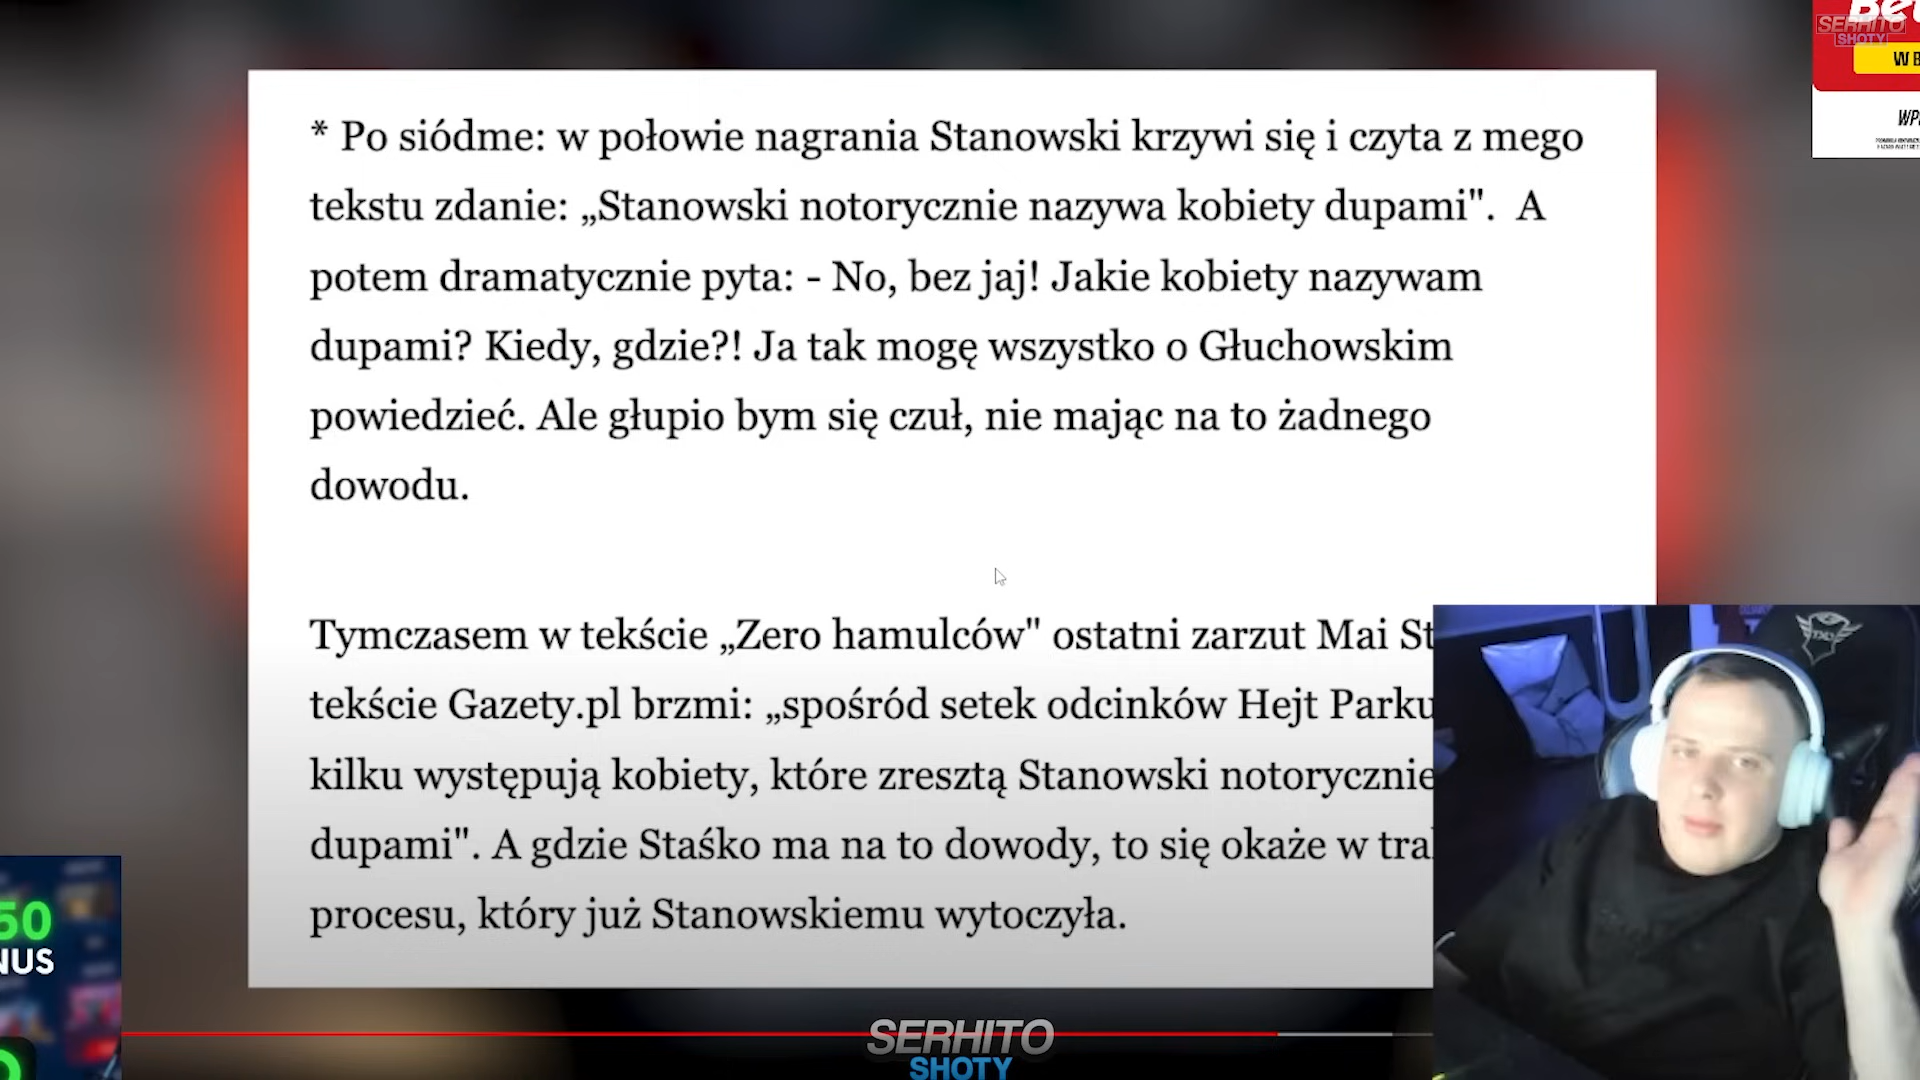 * Po siódme: w połowie nagrania Stanowski krzywi się i czyta z mego
tekstu zdanie: „Stanowski notorycznie nazywa kobiety dupami".  A
potem dramatycznie pyta: - No, bez jaj! Jakie kobiety nazywam
dupami? Kiedy, gdzie?! Ja tak mogę wszystko o Głuchowskim
powiedzieć. Ale głupio bym się czuł, nie mając na to żadnego
dowodu.
Tymczasem w tekście „Zero hamulców" ostatni zarzut Mai St
tekście Gazety.pl brzmi: „spośród setek odcinków Hejt Parku
kilku występują kobiety, które zresztą Stanowski notorycznie
dupami". A gdzie Staśko ma na to dowody, to się okaże w tra
procesu, który już Stanowskiemu wytoczyła.
SERHITO
SHOTY
SERHITO
SHOTY
W B
50
NUS